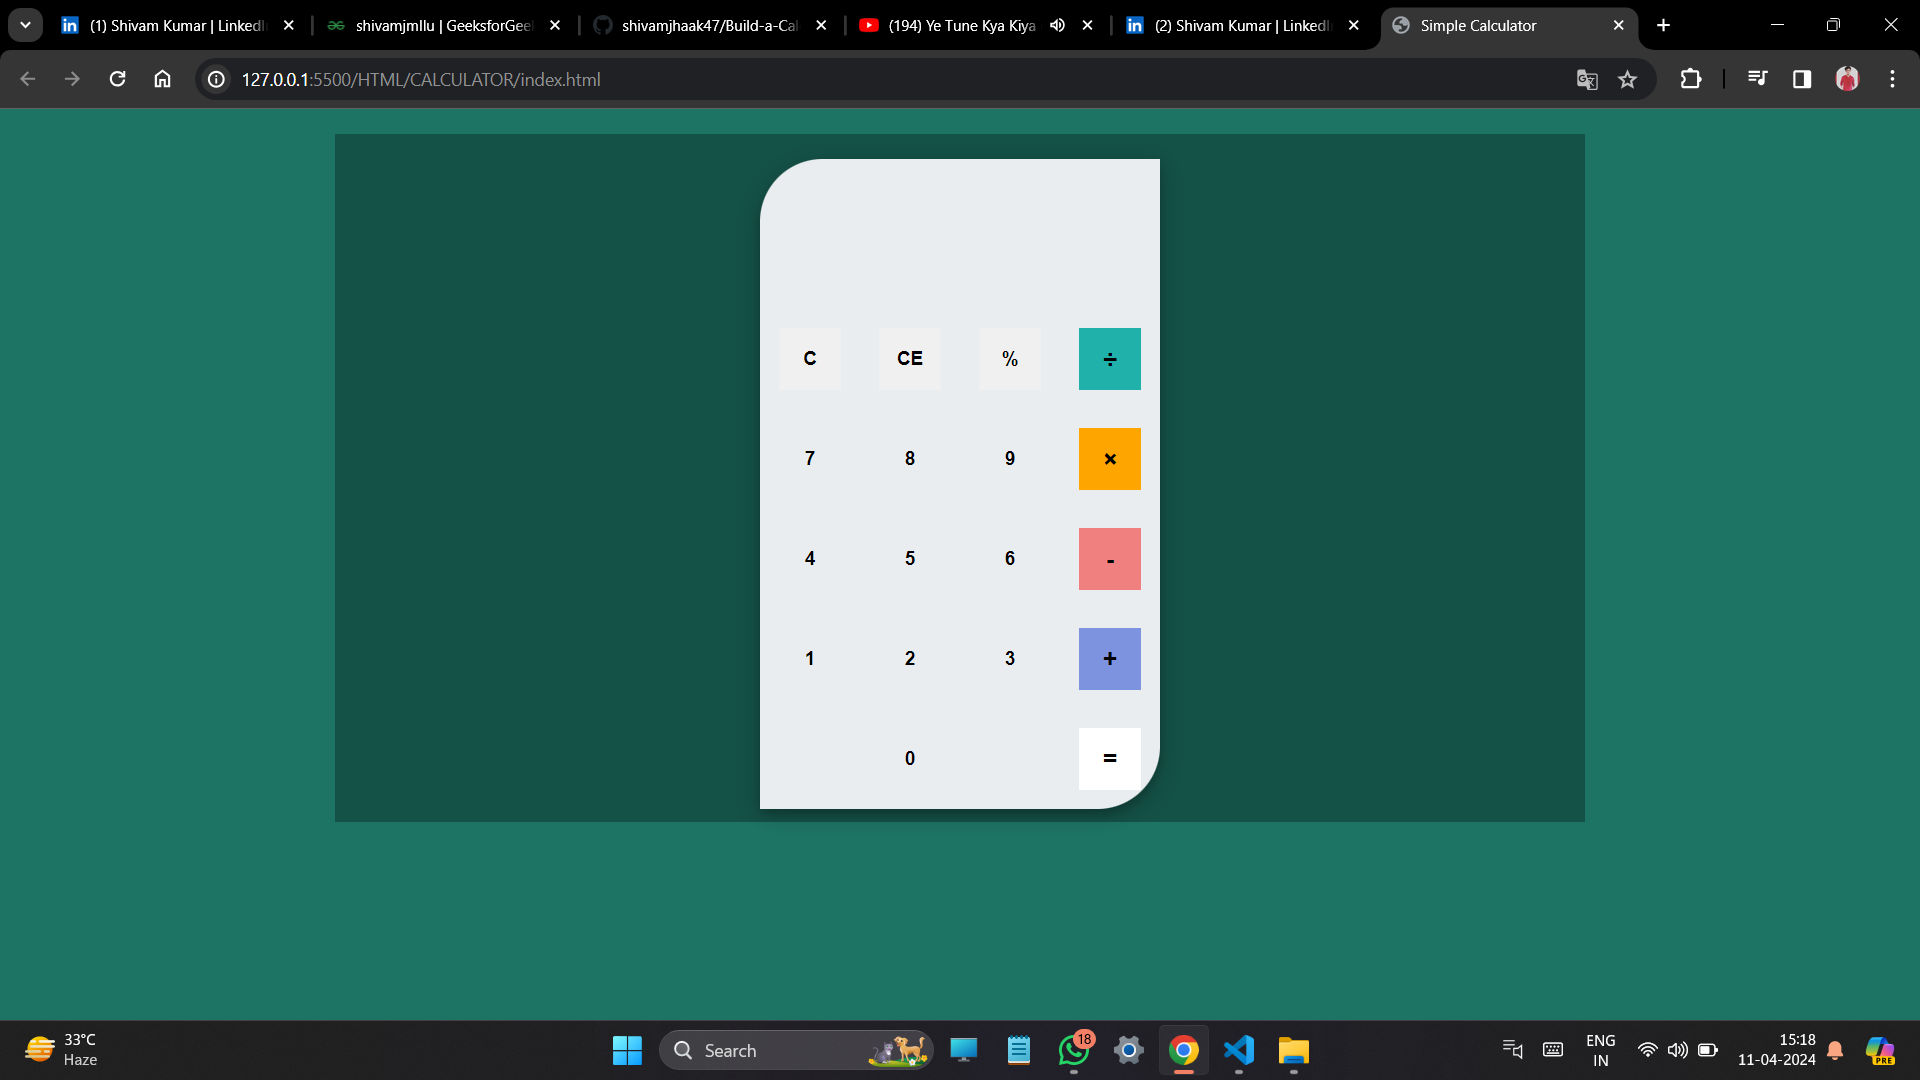 (1) Shivam Kumar | LinkedI
shivamjmllu | GeeksforGee
shivamjhaak47/Build-a-Cal
(194) Ye Tune Kya Kiya
(2) Shivam Kumar | LinkedI
Simple Calculator
127.0.0.1:5500/HTML/CALCULATOR/index.html
C CE % ÷
7 8 9 ×
4 5 6 -
1 2 3 +
0 =
33°C
Haze
Search
18
ENG
IN
15:18
11-04-2024
PRE